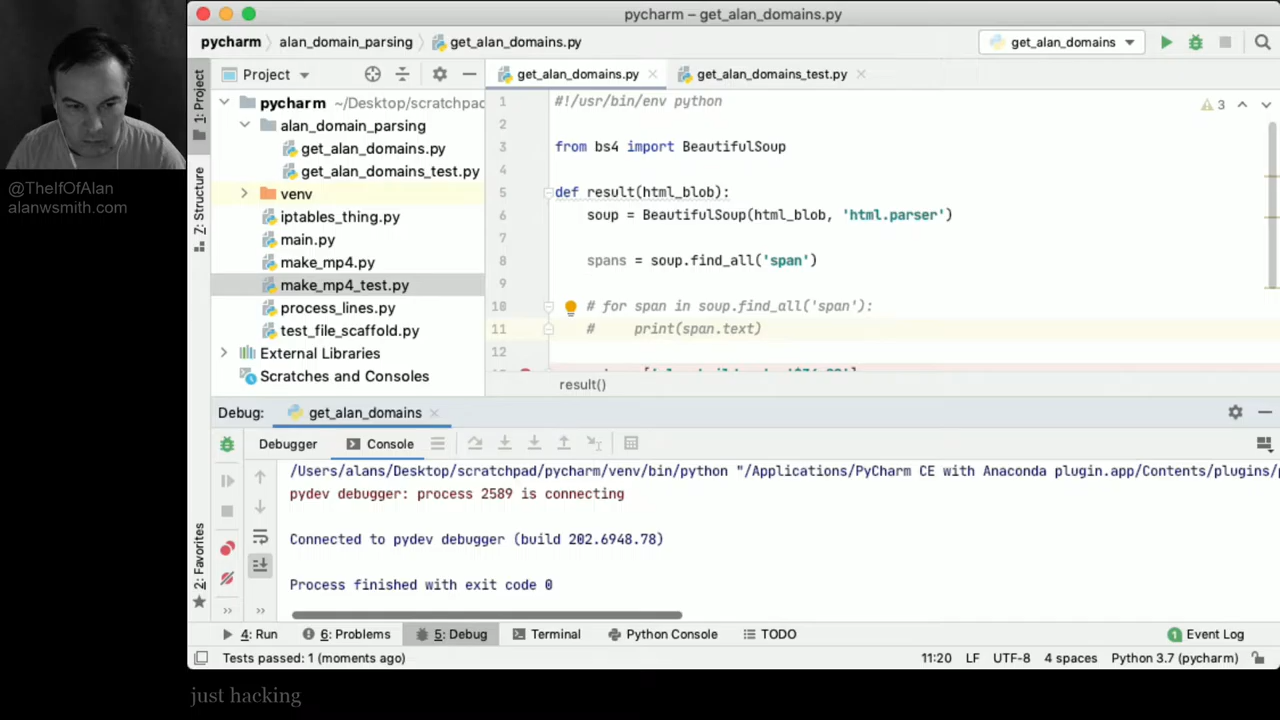 pycharm – get_alan_domains.py
pycharm alan_domain_parsing get_alan_domains.py get_alan_domains
1: Project
Project
get_alan_domains.py get_alan_domains_test.py
pycharm ~/Desktop/scratchpad
alan_domain_parsing
get_alan_domains.py
get_alan_domains_test.py
venv
iptables_thing.py
main.py
make_mp4.py
make_mp4_test.py
process_lines.py
test_file_scaffold.py
External Libraries
Scratches and Consoles
7: Structure
2: Favorites
@TheIfOfAlan
alanwsmith.com
3
1 #!/usr/bin/env python
2
3 from bs4 import BeautifulSoup
4
5 def result(html_blob):
6 soup = BeautifulSoup(html_blob, 'html.parser')
7
8 spans = soup.find_all('span')
9
10 # for span in soup.find_all('span'):
11 # print(span.text)
12
result()
Debug: get_alan_domains
Debugger Console
/Users/alans/Desktop/scratchpad/pycharm/venv/bin/python "/Applications/PyCharm CE with Anaconda plugin.app/Contents/plugins/
pydev debugger: process 2589 is connecting
Connected to pydev debugger (build 202.6948.78)
Process finished with exit code 0
>> >>
4: Run 6: Problems 5: Debug Terminal Python Console TODO 1 Event Log
Tests passed: 1 (moments ago) 11:20 LF UTF-8 4 spaces Python 3.7 (pycharm)
just hacking